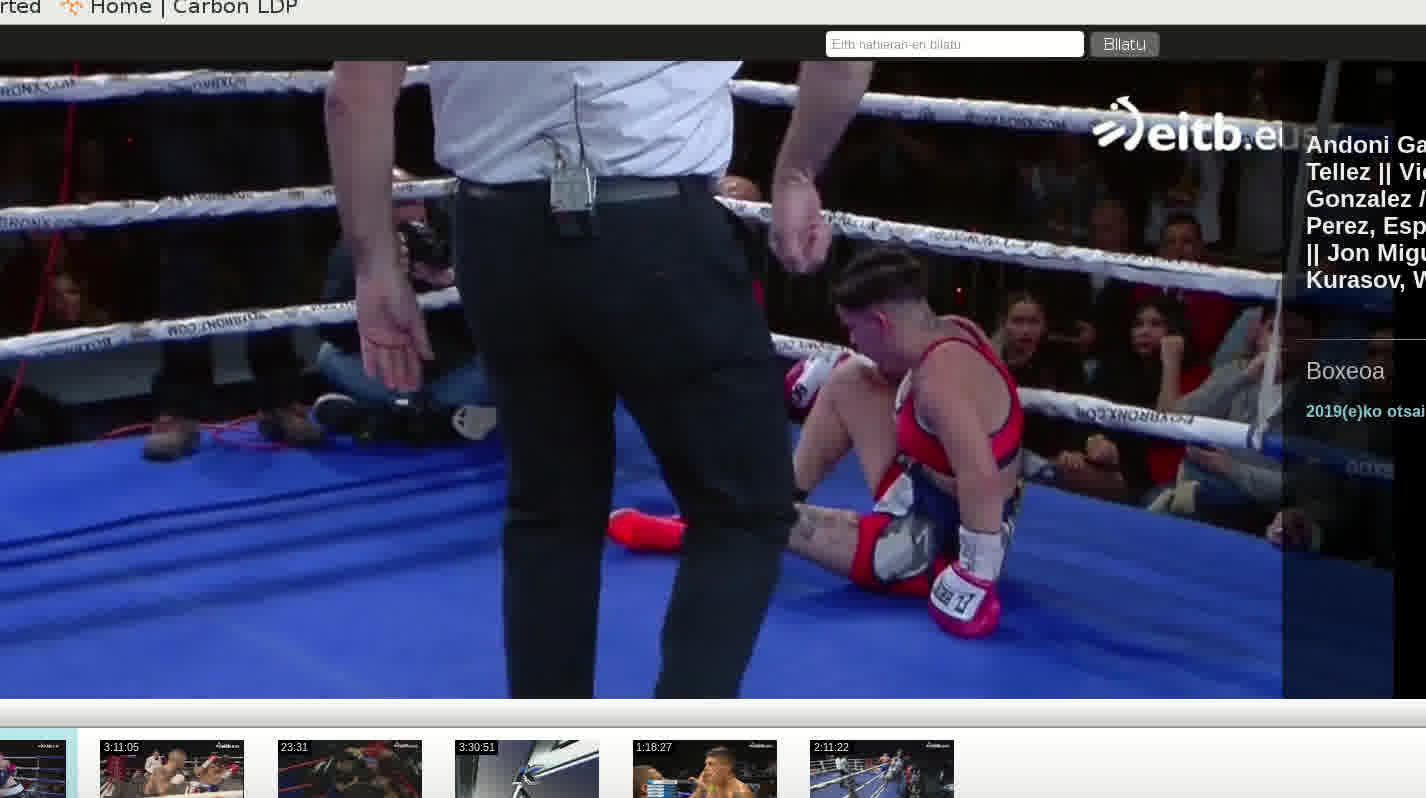 rted Home | Carbon LDP
Eitb nahieran-en bilatu
Bilatu
eitb.eus
Andoni Ga
Tellez || Vi
Gonzalez /
Perez, Esp
|| Jon Migu
Kurasov, W
Boxeoa
2019(e)ko otsai
BOXBRONX.COM
3:11:05
23:31
3:30:51
1:18:27
2:11:22